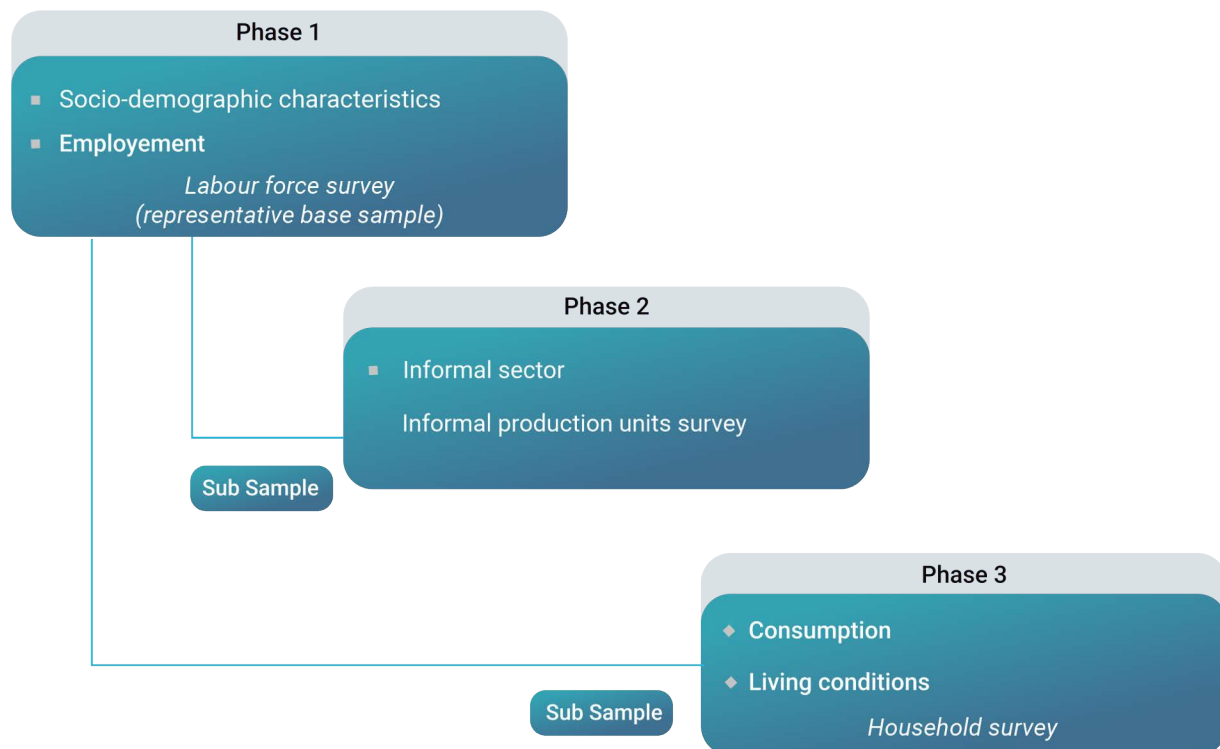 Phase 1
Socio-demographic characteristics
Employement
Labour force survey
(representative base sample)
Phase 2
Informal sector
Informal production units survey
Sub Sample
Phase 3
Consumption
Living conditions
Household survey
Sub Sample